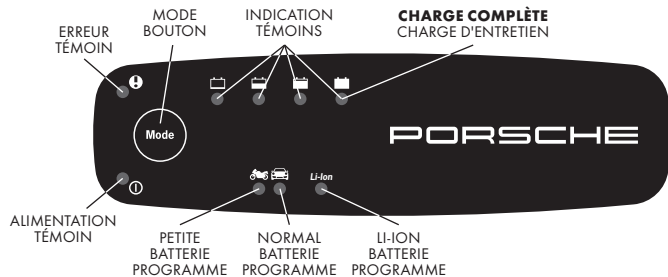 ERREUR
TÉMOIN
MODE
BOUTON
INDICATION
TÉMOINS
CHARGE COMPLÈTE
CHARGE D'ENTRETIEN
Mode
PORSCHE
Li-Ion
ALIMENTATION
TÉMOIN
PETITE
BATTERIE
PROGRAMME
NORMAL
BATTERIE
PROGRAMME
LI-ION
BATTERIE
PROGRAMME